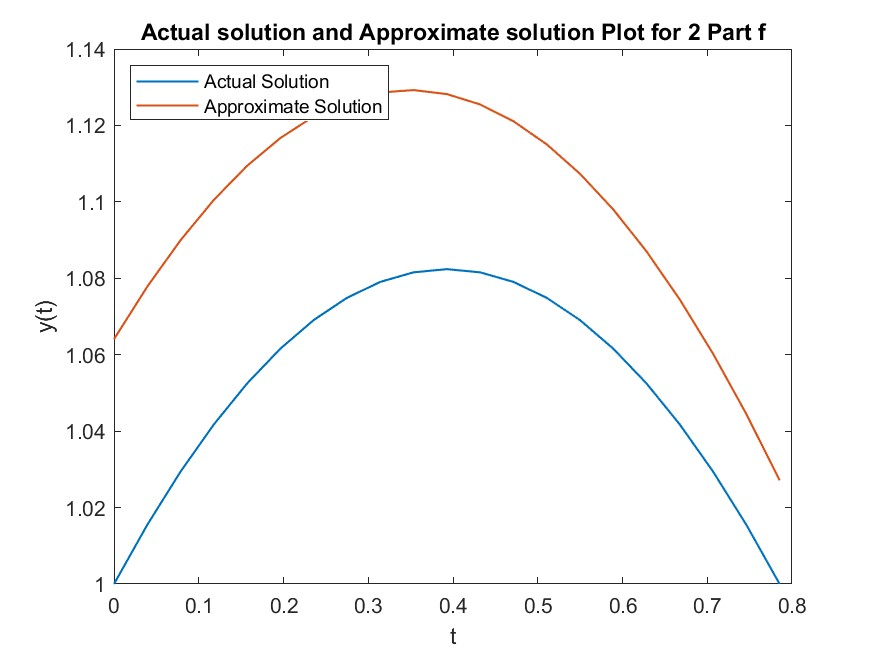 Actual solution and Approximate solution Plot for 2 Part f
1.14
Actual Solution
Approximate Solution
1.12
1.1
1.08
1.06
1.04
1.02
1
y(t)
0 0.1 0.2 0.3 0.4 0.5 0.6 0.7 0.8
t